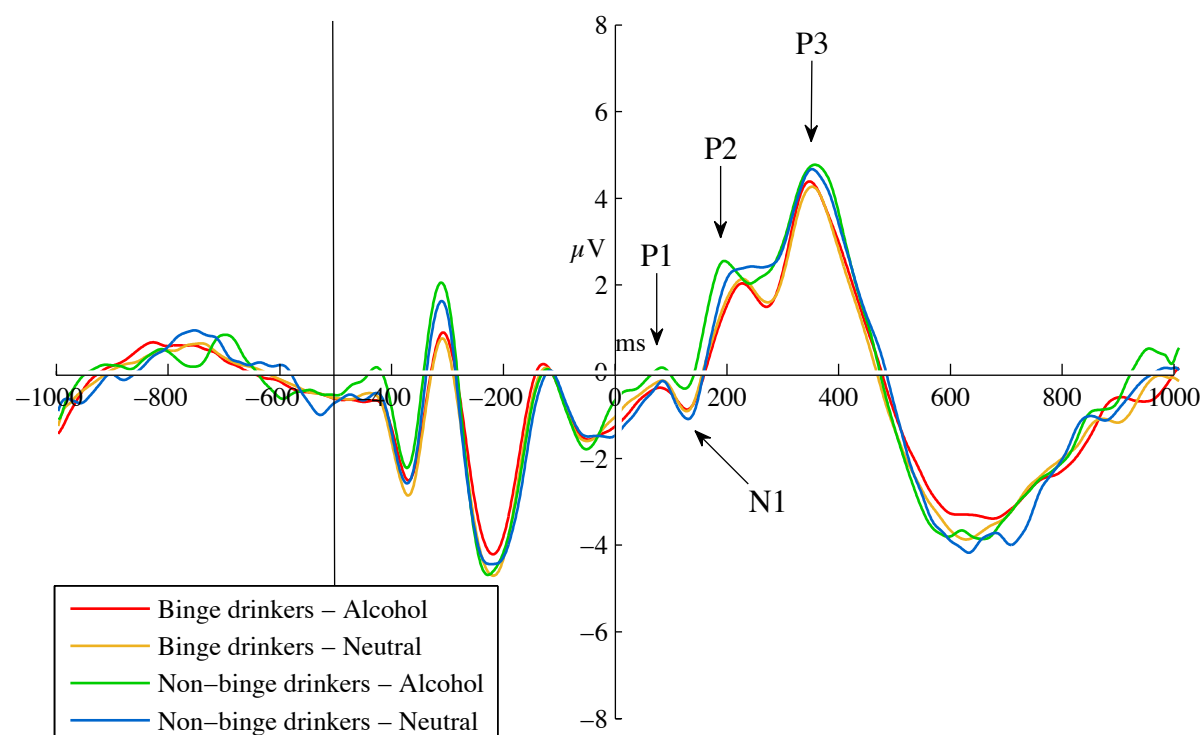 8
P3
6
P2
4
µV
P1
2
ms
0
−1000
−800
−600
−400
−200
0
200
400
600
800
1000
−2
N1
−4
−6
−8
Binge drinkers − Alcohol
Binge drinkers − Neutral
Non−binge drinkers − Alcohol
Non−binge drinkers − Neutral